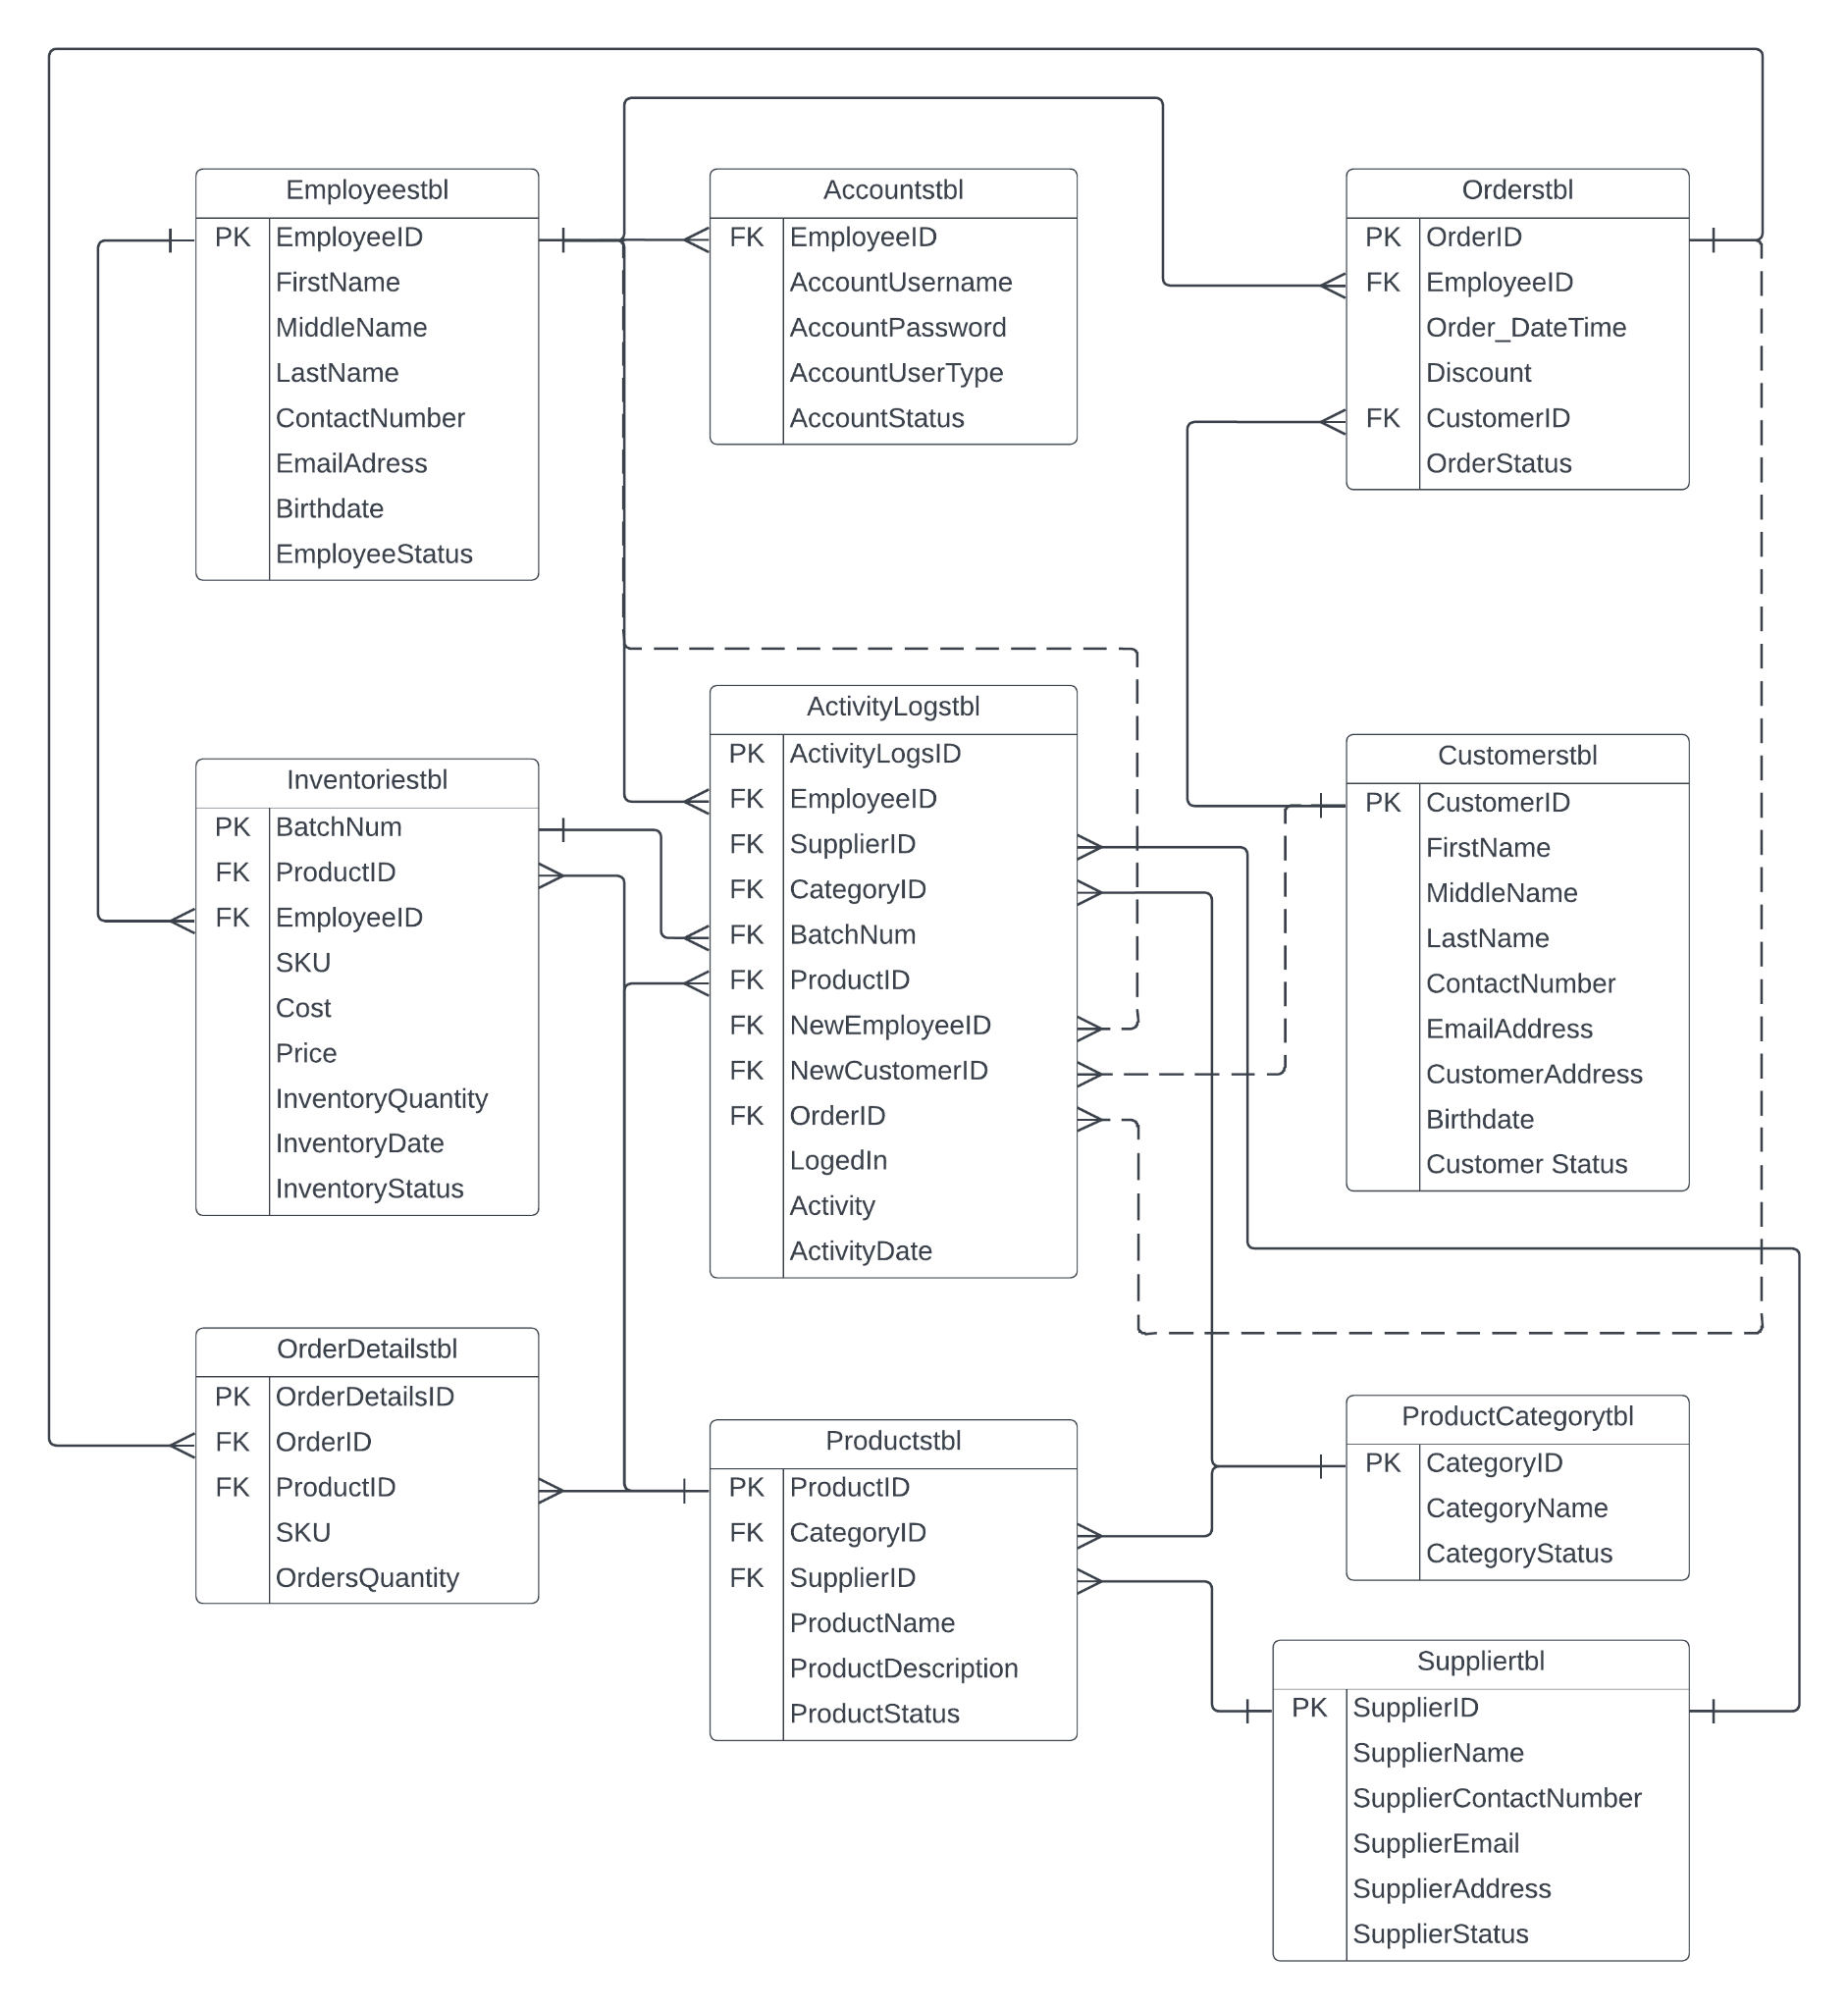 Employeestbl
PK EmployeeID
FirstName
MiddleName
LastName
ContactNumber
EmailAdress
Birthdate
EmployeeStatus
Accountstbl
FK EmployeeID
AccountUsername
AccountPassword
AccountUserType
AccountStatus
Orderstbl
PK OrderID
FK EmployeeID
Order_DateTime
Discount
FK CustomerID
OrderStatus
Inventoriestbl
PK BatchNum
FK ProductID
FK EmployeeID
SKU
Cost
Price
InventoryQuantity
InventoryDate
InventoryStatus
ActivityLogstbl
PK ActivityLogsID
FK EmployeeID
FK SupplierID
FK CategoryID
FK BatchNum
FK ProductID
FK NewEmployeeID
FK NewCustomerID
FK OrderID
LogedIn
Activity
ActivityDate
Customerstbl
PK CustomerID
FirstName
MiddleName
LastName
ContactNumber
EmailAddress
CustomerAddress
Birthdate
Customer Status
OrderDetailstbl
PK OrderDetailsID
FK OrderID
FK ProductID
SKU
OrdersQuantity
Productstbl
PK ProductID
FK CategoryID
FK SupplierID
ProductName
ProductDescription
ProductStatus
ProductCategorytbl
PK CategoryID
CategoryName
CategoryStatus
Suppliertbl
PK SupplierID
SupplierName
SupplierContactNumber
SupplierEmail
SupplierAddress
SupplierStatus